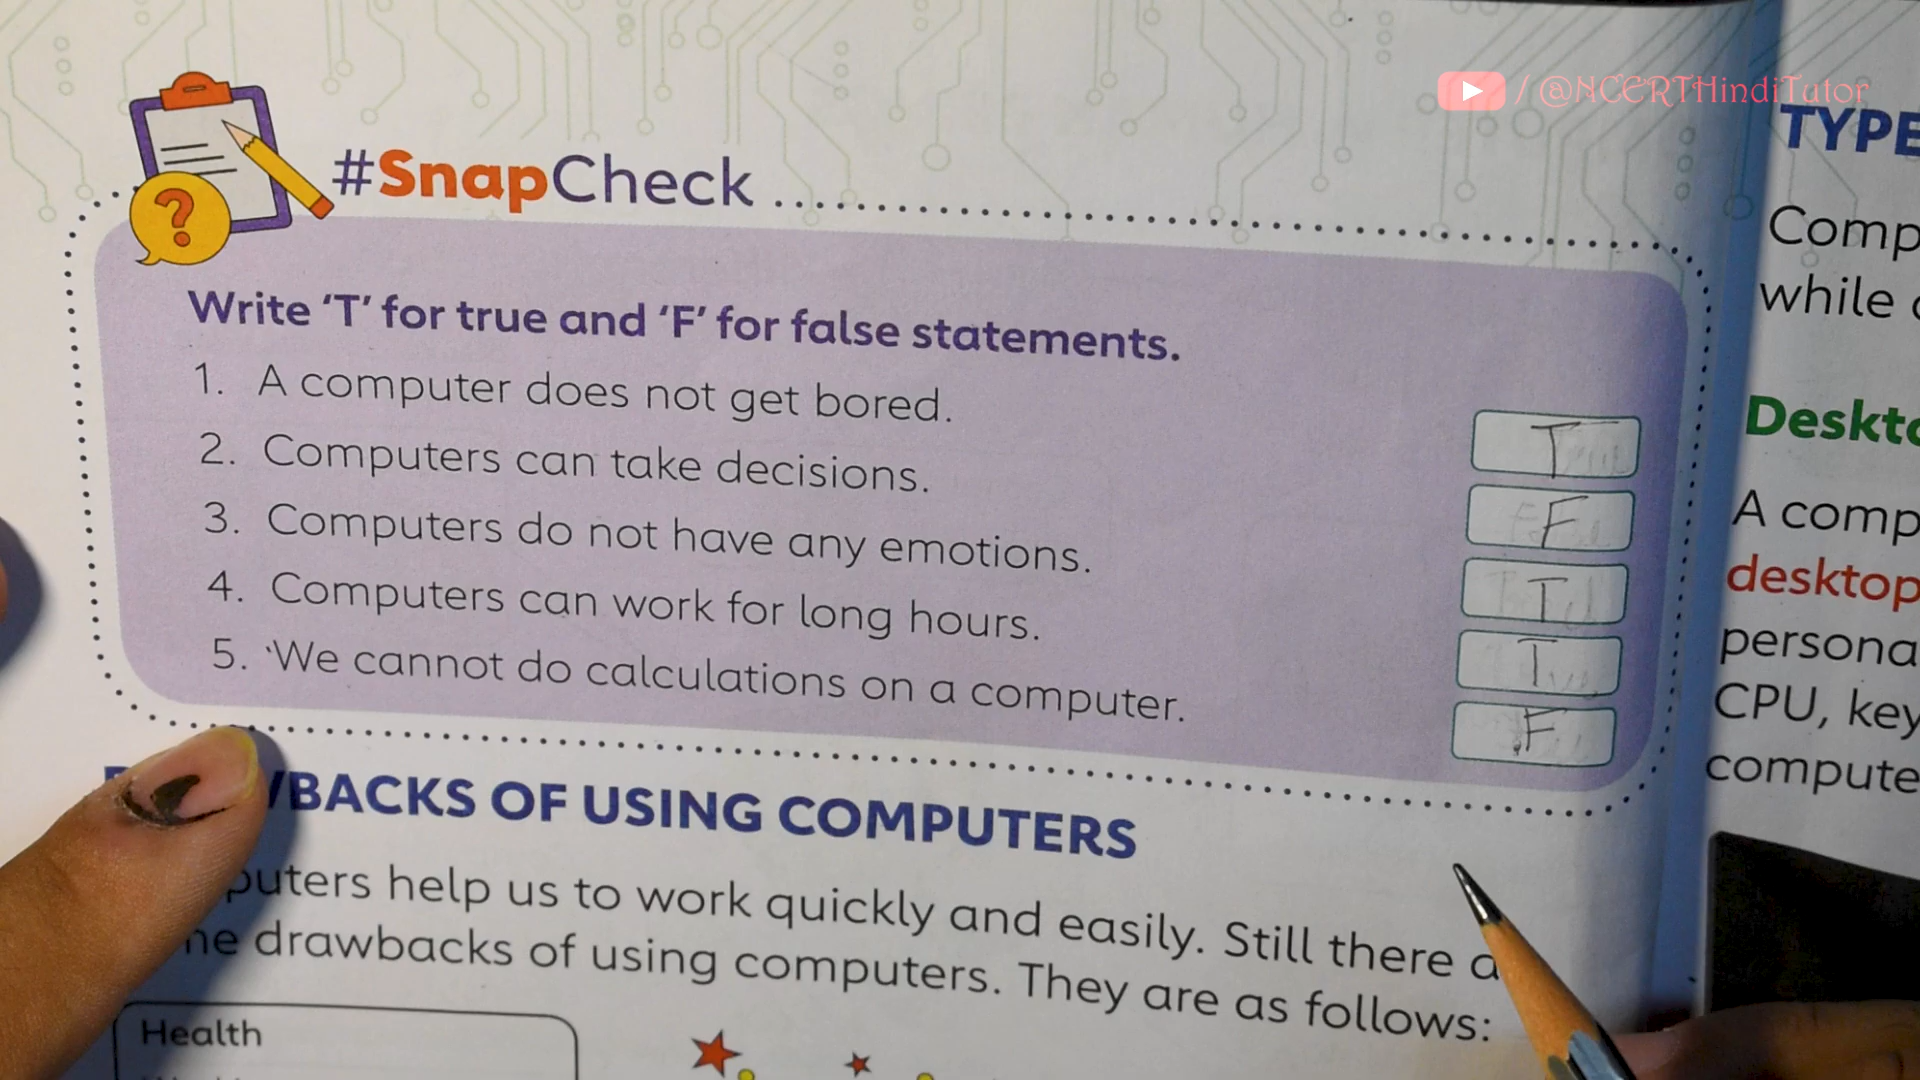 / @NCERTHindiTutor
#SnapCheck
Write ‘T’ for true and ‘F’ for false statements.
1. A computer does not get bored. T
2. Computers can take decisions. F
3. Computers do not have any emotions. T
4. Computers can work for long hours. T
5. We cannot do calculations on a computer. F
BACKS OF USING COMPUTERS
puters help us to work quickly and easily. Still there a
drawbacks of using computers. They are as follows:
Health
TYPE
Comp
while
Deskto
A comp
desktop
persona
CPU, key
compute